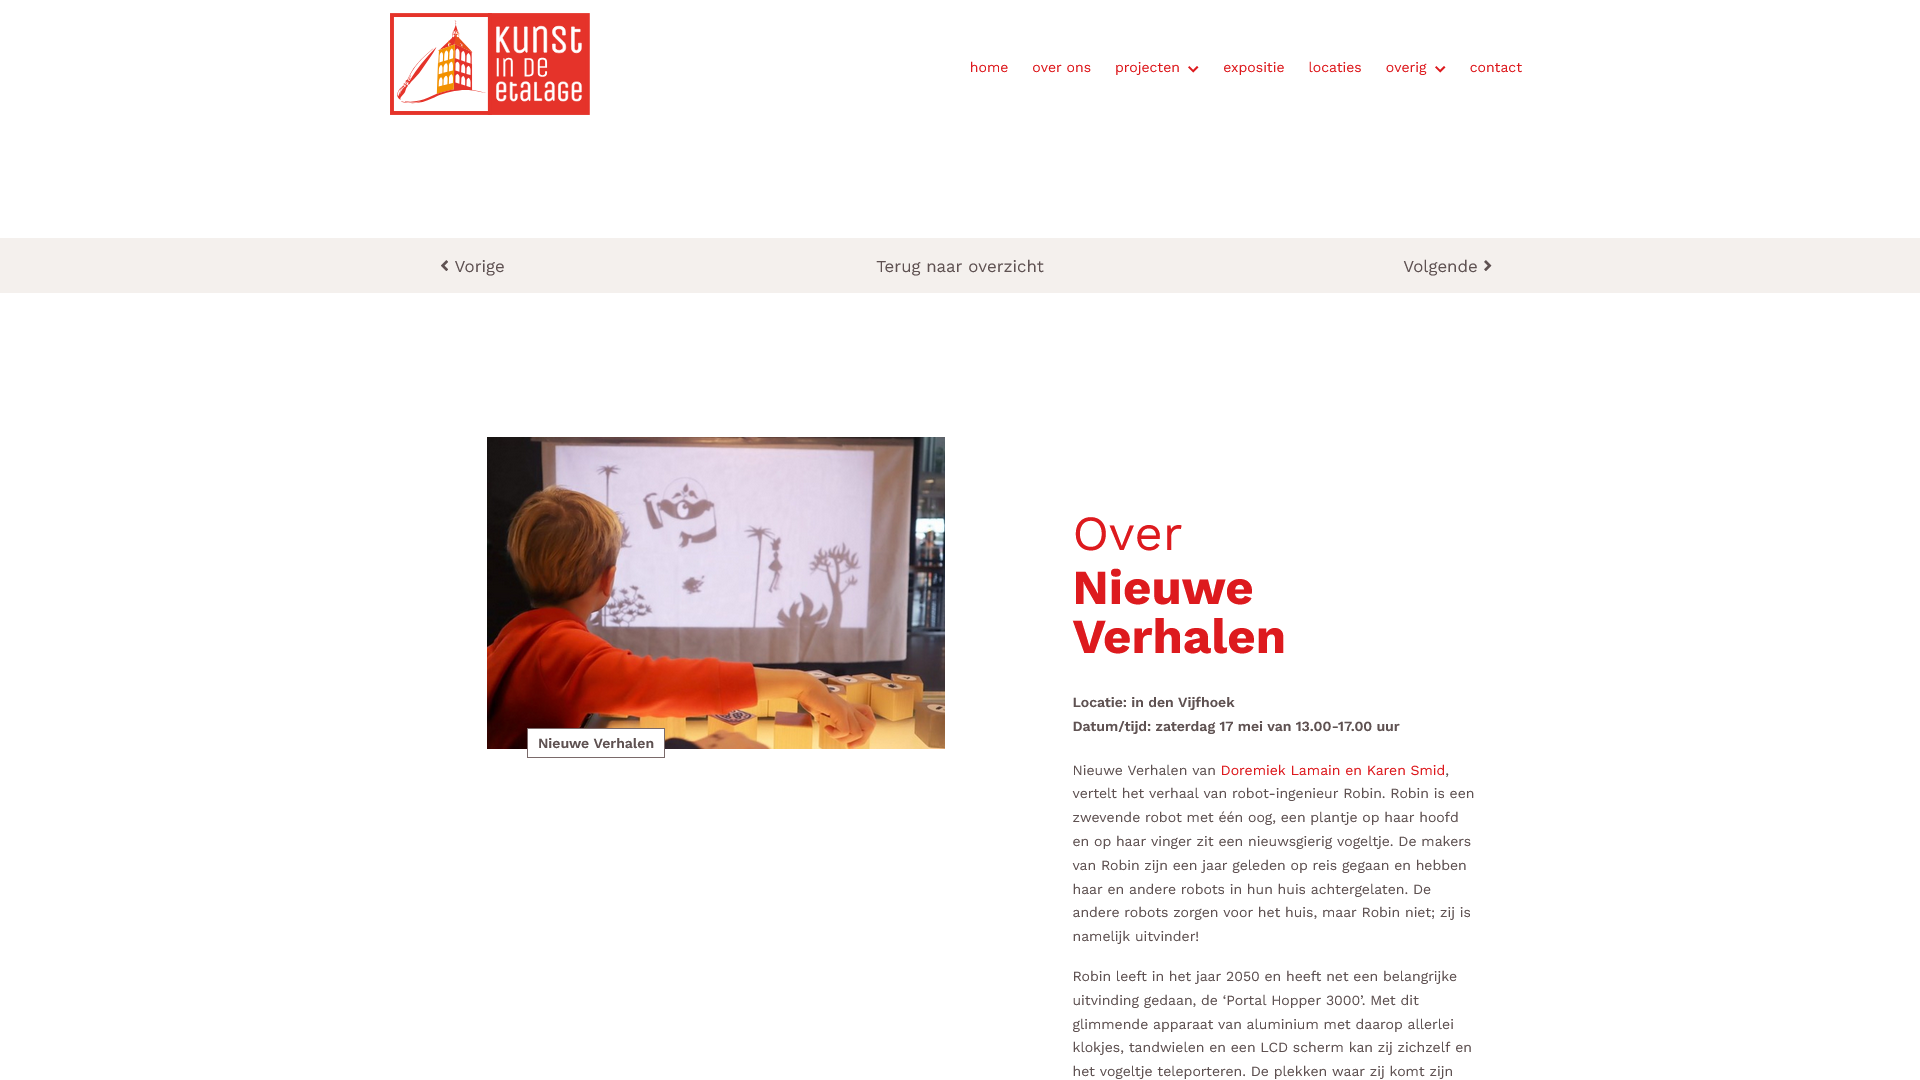 Kunst
in de
etalage
home over ons projecten expositie locaties overig contact
Vorige Terug naar overzicht Volgende
Nieuwe Verhalen
Over
Nieuwe
Verhalen
Locatie: in den Vijfhoek
Datum/tijd: zaterdag 17 mei van 13.00-17.00 uur
Nieuwe Verhalen van Doremiek Lamain en Karen Smid,
vertelt het verhaal van robot-ingenieur Robin. Robin is een
zwevende robot met één oog, een plantje op haar hoofd
en op haar vinger zit een nieuwsgierig vogeltje. De makers
van Robin zijn een jaar geleden op reis gegaan en hebben
haar en andere robots in hun huis achtergelaten. De
andere robots zorgen voor het huis, maar Robin niet; zij is
namelijk uitvinder!
Robin leeft in het jaar 2050 en heeft net een belangrijke
uitvinding gedaan, de ‘Portal Hopper 3000’. Met dit
glimmende apparaat van aluminium met daarop allerlei
klokjes, tandwielen en een LCD scherm kan zij zichzelf en
het vogeltje teleporteren. De plekken waar zij komt zijn